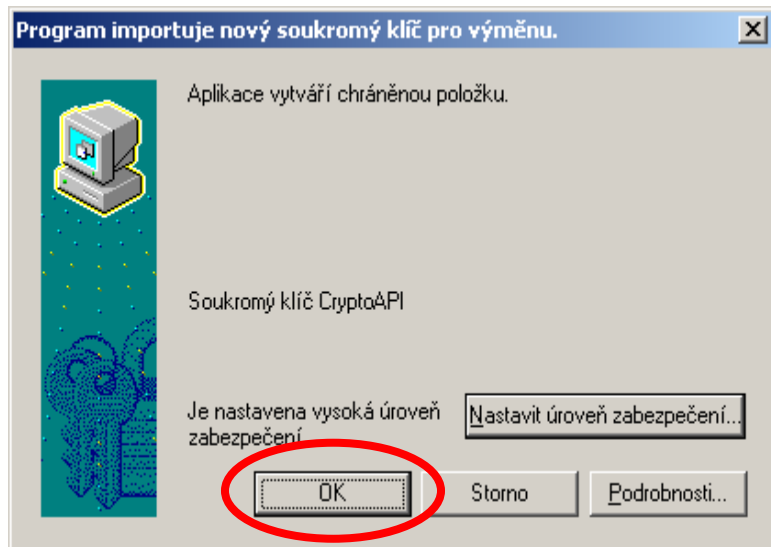 Program importuje nový soukromý klíč pro výměnu.
Aplikace vytváří chráněnou položku.
Soukromý klíč CryptoAPI
Je nastavena vysoká úroveň
zabezpečení.
Nastavit úroveň zabezpečení...
OK
Storno
Podrobnosti...